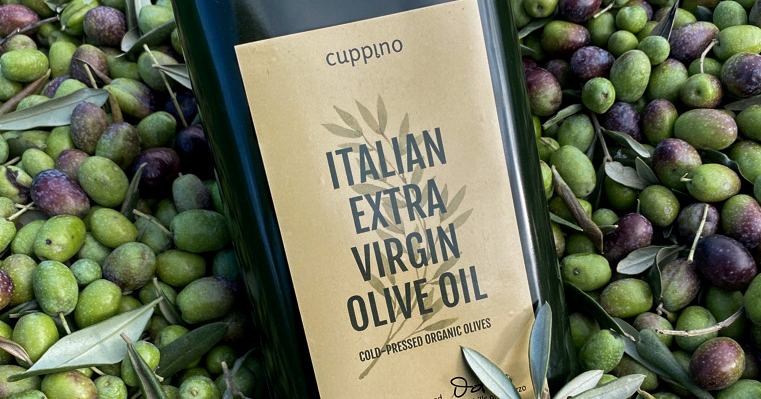 cuppino
ITALIAN
EXTRA
VIRGIN
OLIVE OIL
COLD-PRESSED ORGANIC OLIVES